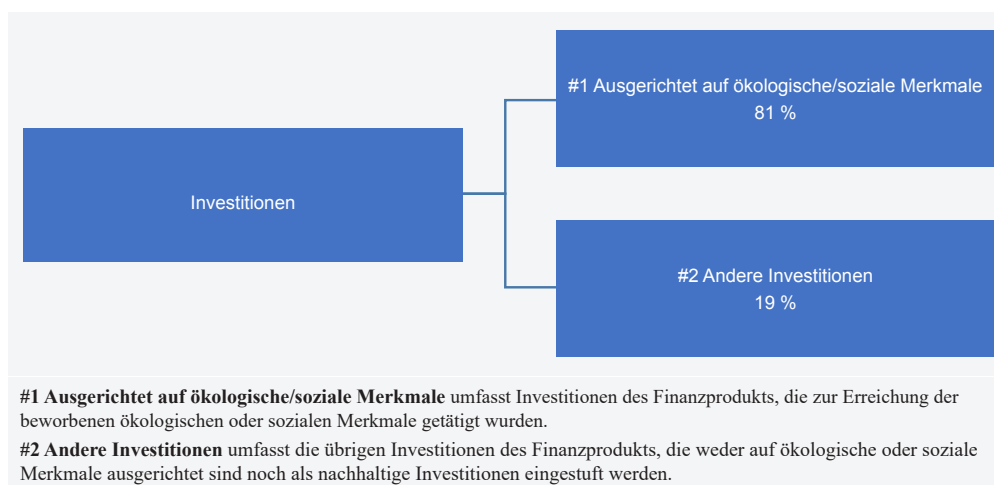 #1 Ausgerichtet auf ökologische/soziale Merkmale
81 %
Investitionen
#2 Andere Investitionen
19 %
#1 Ausgerichtet auf ökologische/soziale Merkmale umfasst Investitionen des Finanzprodukts, die zur Erreichung der
beworbenen ökologischen oder sozialen Merkmale getätigt wurden.
#2 Andere Investitionen umfasst die übrigen Investitionen des Finanzprodukts, die weder auf ökologische oder soziale
Merkmale ausgerichtet sind noch als nachhaltige Investitionen eingestuft werden.